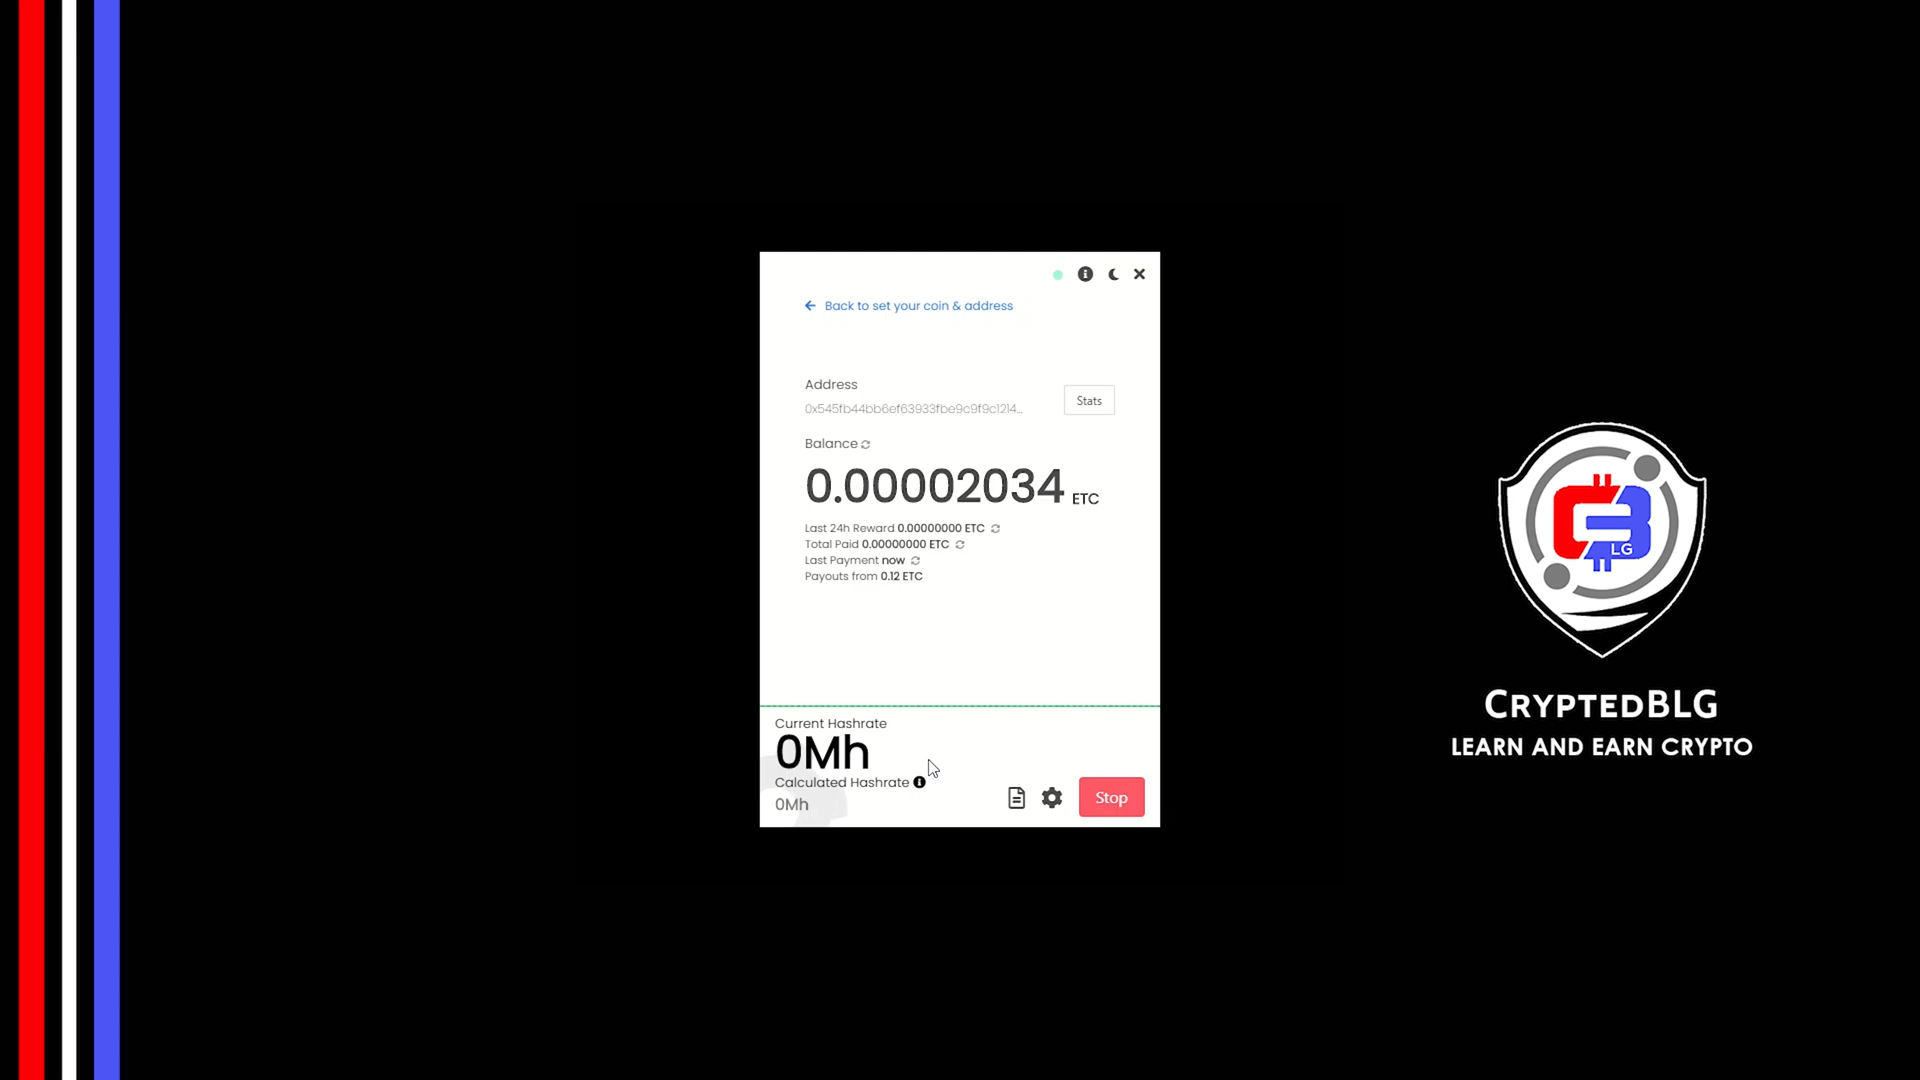 Back to set your coin & address
Address
0x545fb44bb6ef63933fbe9c9f9c1214...
Stats
Balance
0.00002034 ETC
Last 24h Reward 0.00000000 ETC
Total Paid 0.00000000 ETC
Last Payment now
Payouts from 0.12 ETC
Current Hashrate
0Mh
Calculated Hashrate
0Mh
Stop
LG
CRYPTEDBLG
LEARN AND EARN CRYPTO